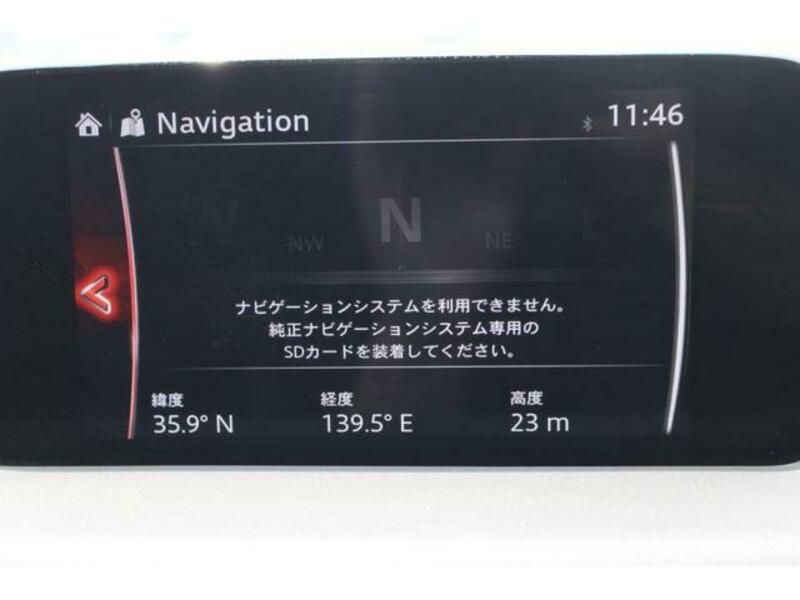 Navigation
11:46
W
N
E
NW
NE
ナビゲーションシステムを利用できません。
純正ナビゲーションシステム専用の
SDカードを装着してください。
緯度
経度
高度
35.9° N
139.5° E
23 m